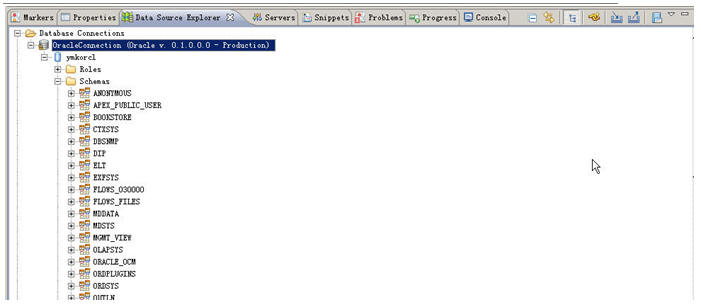 Markers Properties Data Source Explorer Servers Snippets Problems Progress Console
Database Connections
OracleConnection (Oracle v. 0.1.0.0.0 - Production)
ymkorcl
Roles
Schemas
ANONYMOUS
APEX_PUBLIC_USER
BOOKSTORE
CTXSYS
DBSNMP
DIP
ELT
EXFSYS
FLOWS_030000
FLOWS_FILES
MDDATA
MDSYS
MGMT_VIEW
OLAPSYS
ORACLE_OCM
ORDPLUGINS
ORDSYS
OUTLN